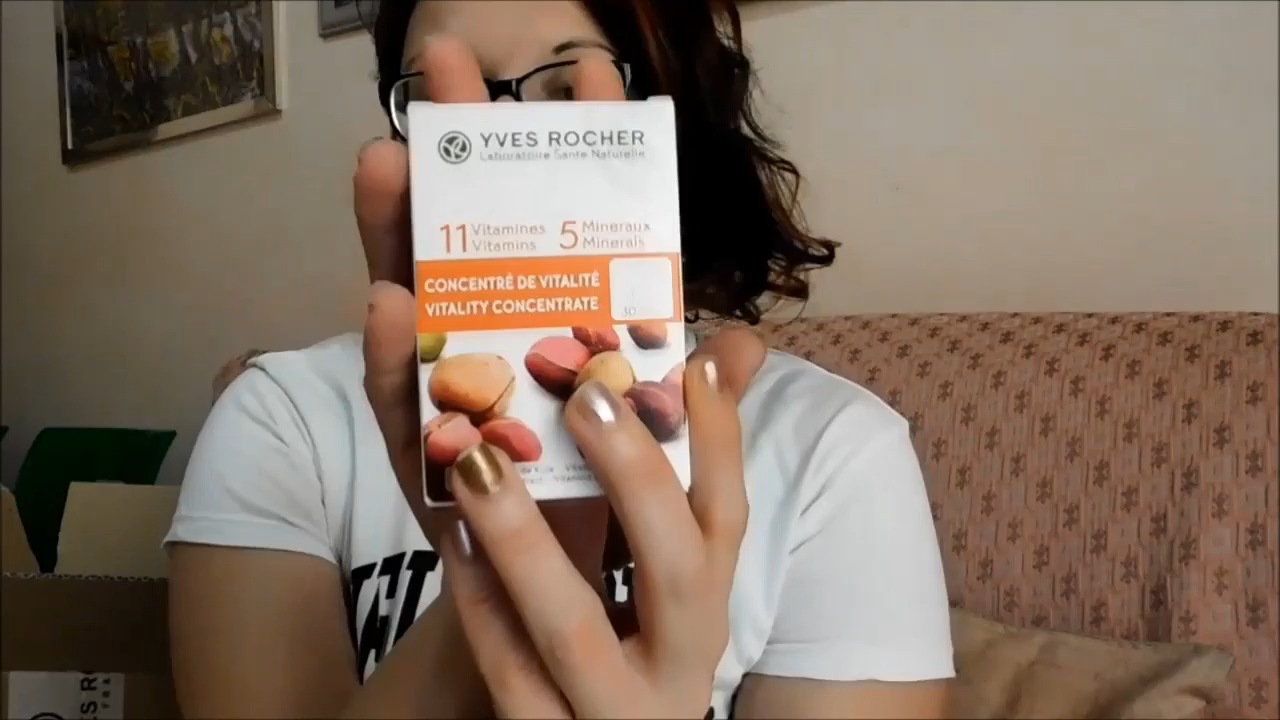 YVES ROCHER
Laboratoire Santé Naturelle
11 Vitamines 5 Minéraux
Vitamins Minerals
CONCENTRÉ DE VITALITÉ
VITALITY CONCENTRATE
30